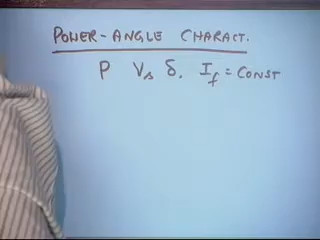 POWER-ANGLE CHARACT.
P Vs δ. If = CONST